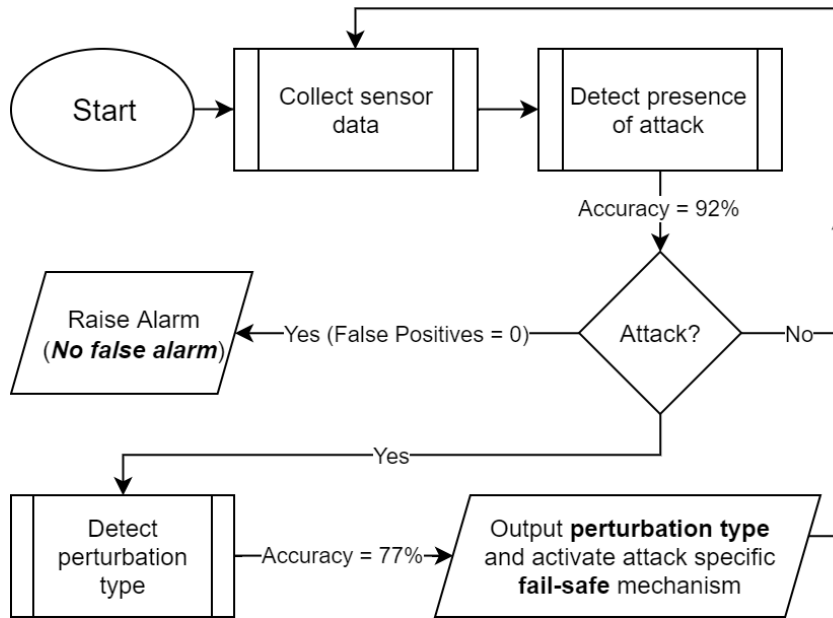 Start
Collect sensor
data
Detect presence
of attack
Accuracy = 92%
Raise Alarm
(No false alarm)
Yes (False Positives = 0)
Attack?
No
Yes
Detect
perturbation
type
Accuracy = 77%
Output perturbation type
and activate attack specific
fail-safe mechanism